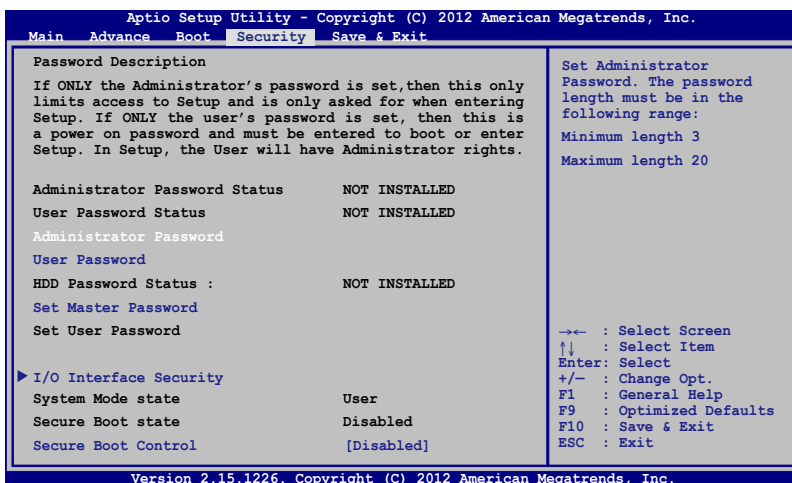 Aptio Setup Utility - Copyright (C) 2012 American Megatrends, Inc.
Main Advance Boot Security Save & Exit
Password Description
If ONLY the Administrator's password is set,then this only
limits access to Setup and is only asked for when entering
Setup. If ONLY the user's password is set, then this is
a power on password and must be entered to boot or enter
Setup. In Setup, the User will have Administrator rights.
Administrator Password Status NOT INSTALLED
User Password Status NOT INSTALLED
Administrator Password
User Password
HDD Password Status : NOT INSTALLED
Set Master Password
Set User Password
I/O Interface Security
System Mode state User
Secure Boot state Disabled
Secure Boot Control [Disabled]
Set Administrator
Password. The password
length must be in the
following range:
Minimum length 3
Maximum length 20
→← : Select Screen
↑↓ : Select Item
Enter: Select
+/— : Change Opt.
F1 : General Help
F9 : Optimized Defaults
F10 : Save & Exit
ESC : Exit
Version 2.15.1226. Copyright (C) 2012 American Megatrends, Inc.